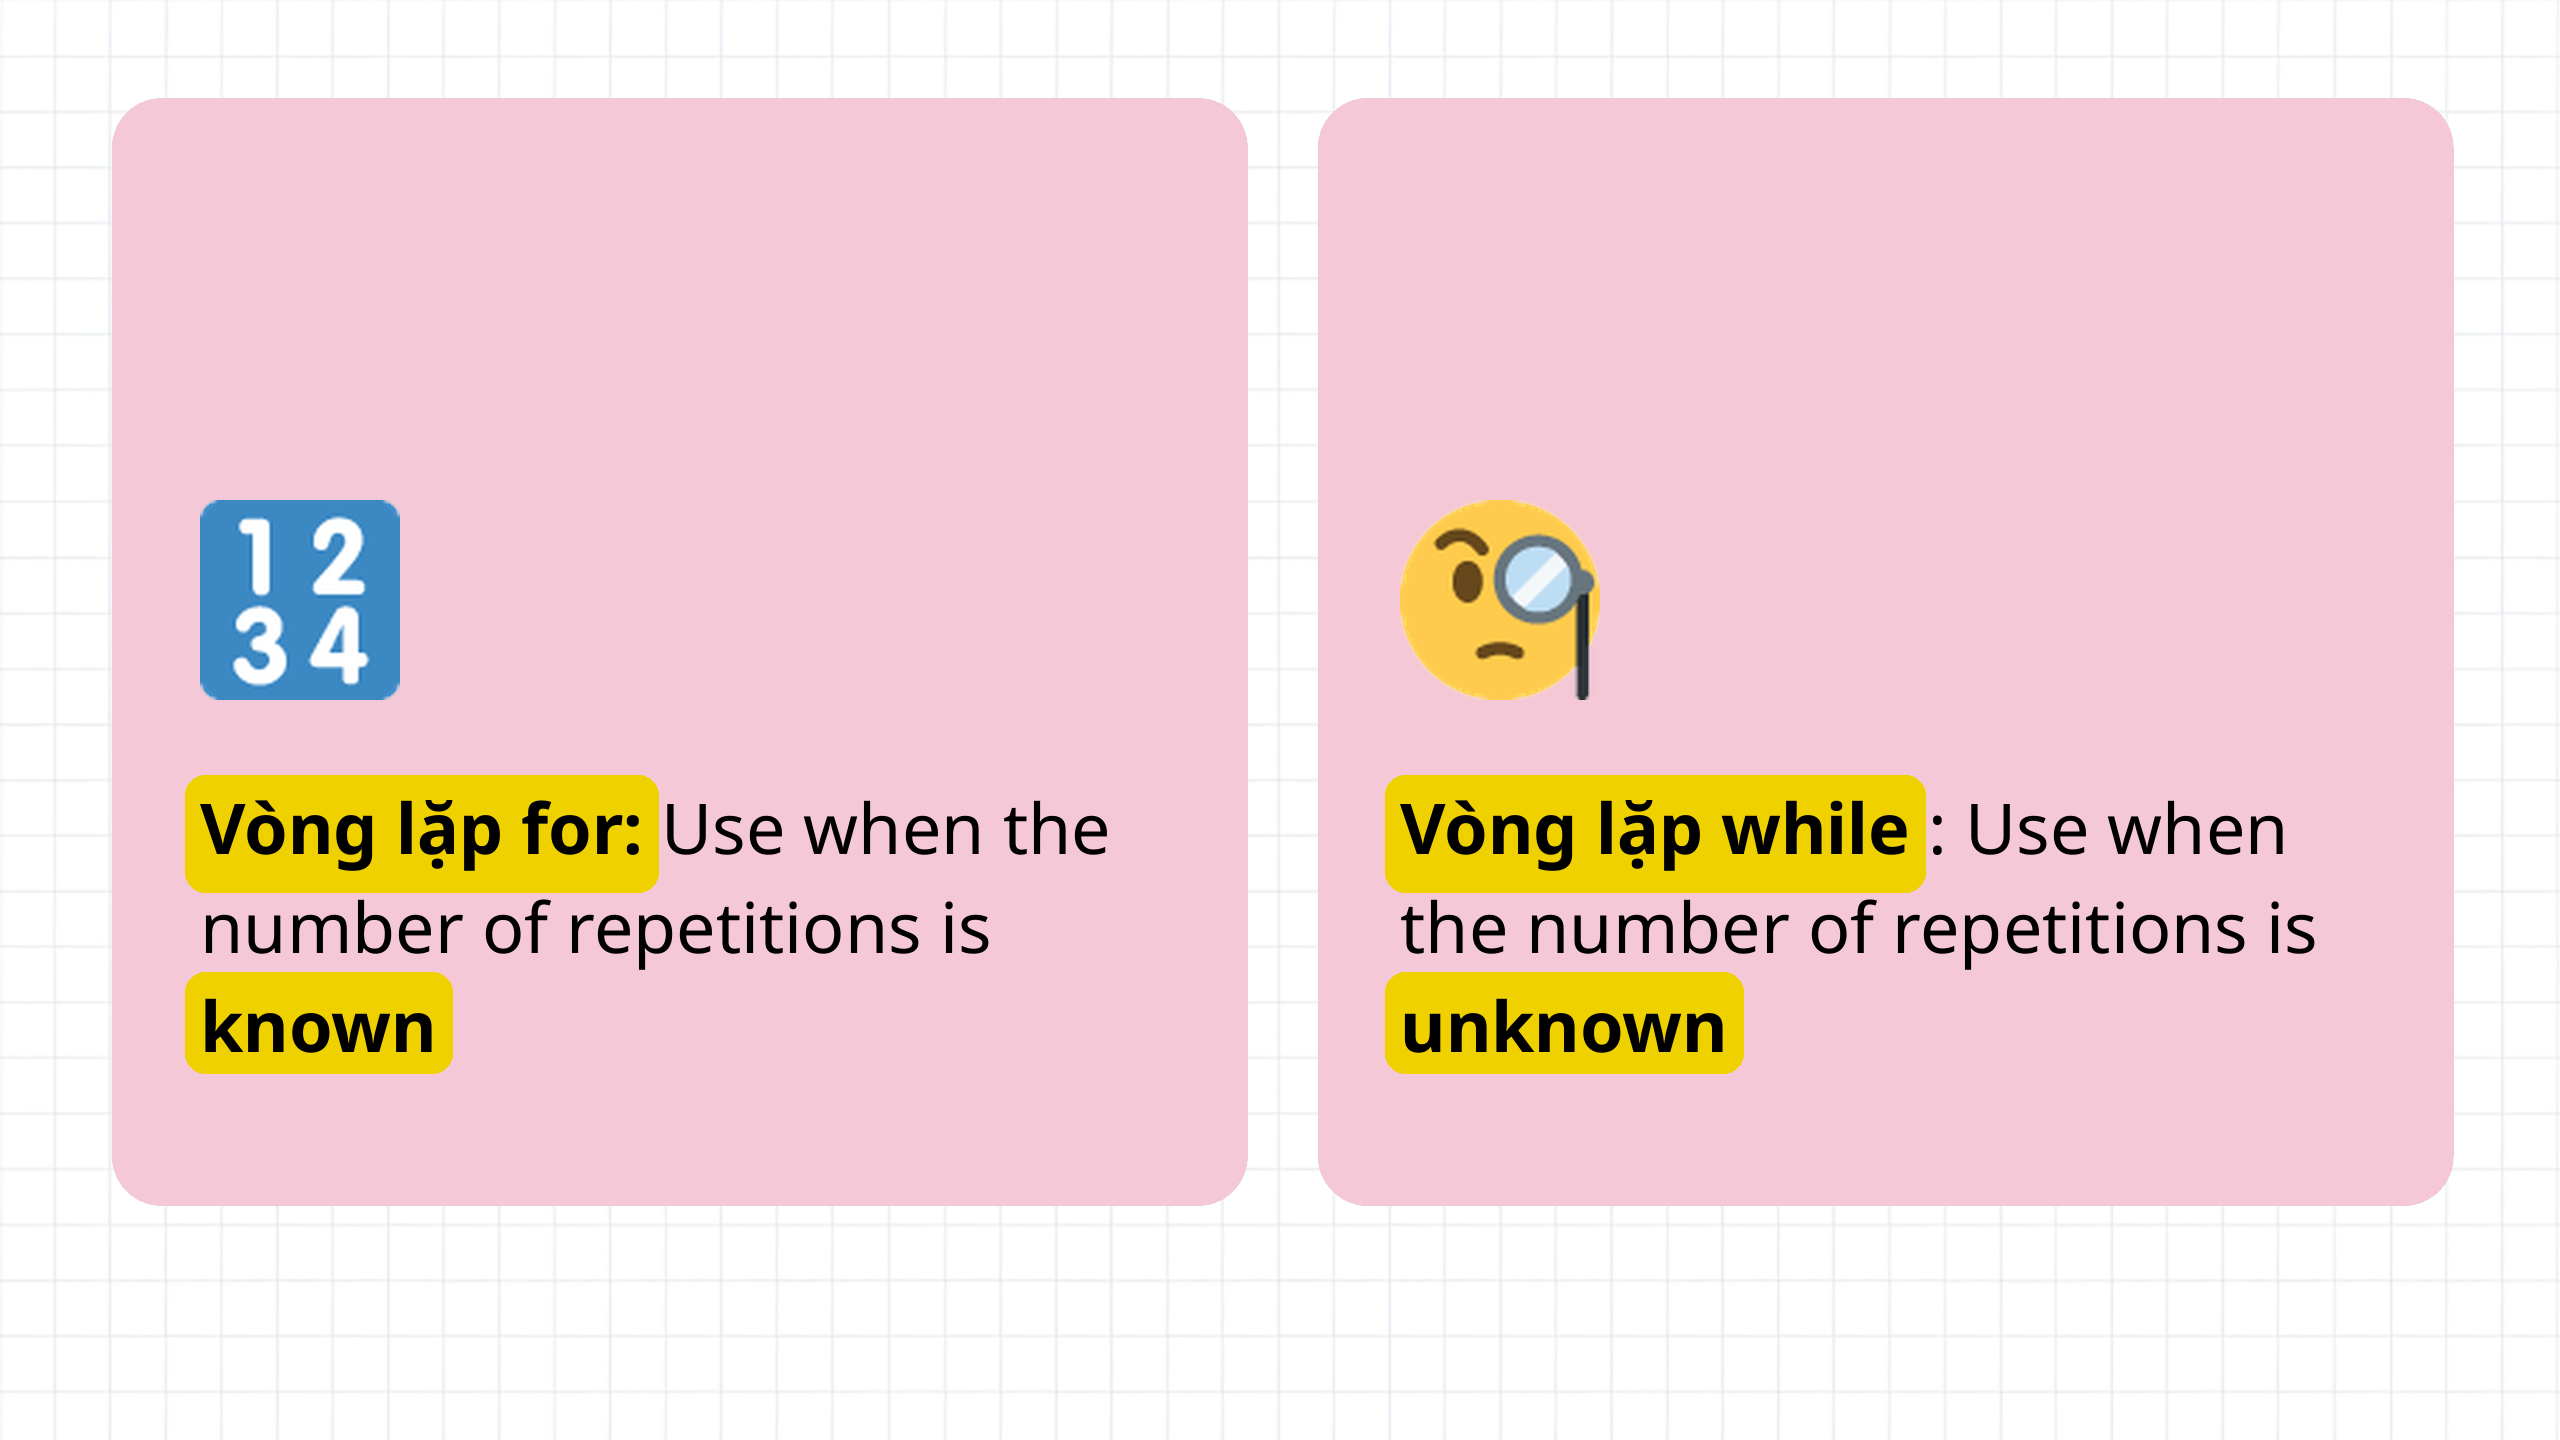 1 2
3 4
Vòng lặp for: Use when the
number of repetitions is
known
Vòng lặp while : Use when
the number of repetitions is
unknown